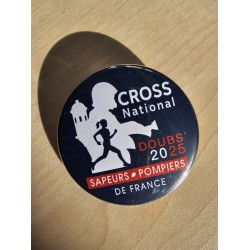 CROSS
National
DOUBS'
2025
SAPEURS-POMPIERS
DE FRANCE